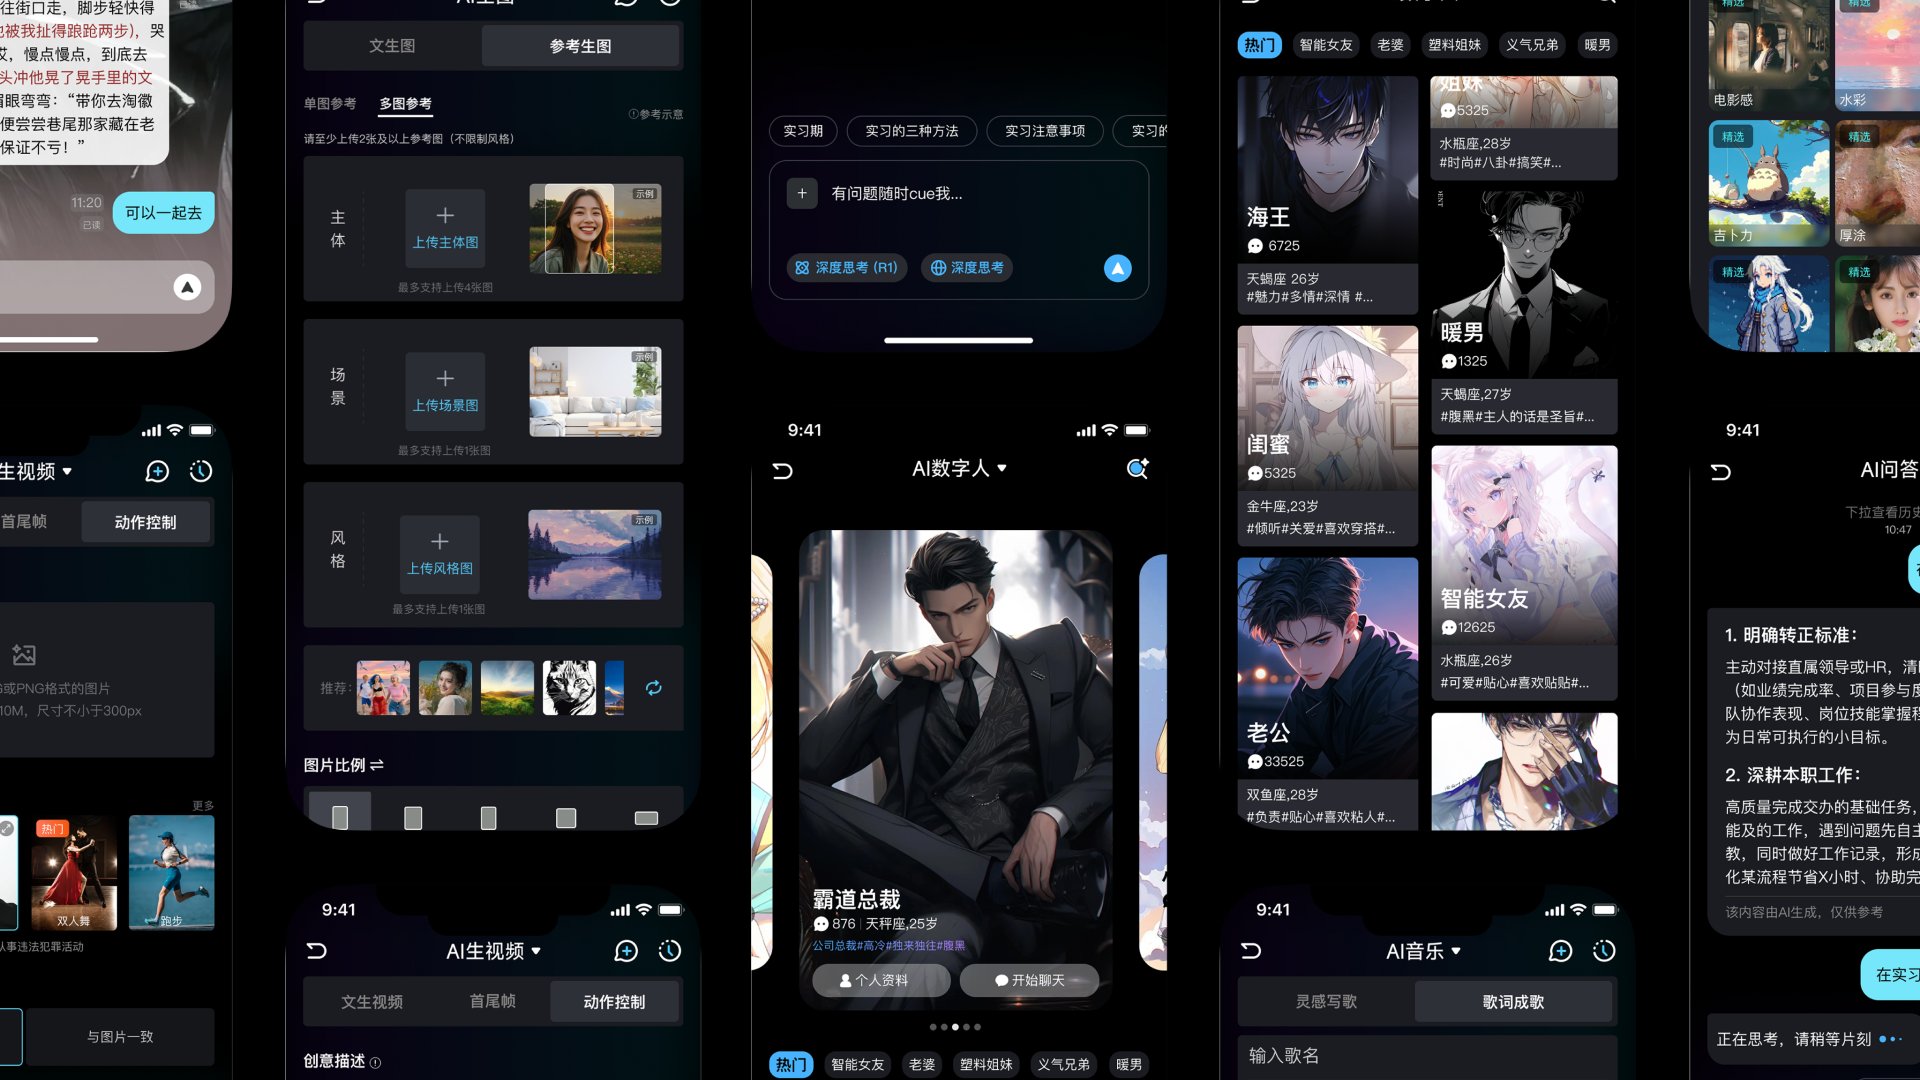 往街口走，脚步轻快得
也被我扯得踉跄两步)，哭
哎，慢点慢点，到底去
头冲他晃了晃手里的文
眉眼弯弯：“带你去淘徽
便尝尝巷尾那家藏在老
保证不亏！”
11:20
已读
可以一起去
生视频
首尾帧
动作控制
G或PNG格式的图片
10M，尺寸不小于300px
更多
热门
双人舞
跑步
从事违法犯罪活动
与图片一致
AI生图
文生图
参考生图
单图参考
多图参考
参考示意
请至少上传2张及以上参考图（不限制风格）
主体
上传主体图
最多支持上传4张图
示例
场景
上传场景图
最多支持上传1张图
示例
风格
上传风格图
最多支持上传1张图
示例
推荐：
图片比例
9:41
AI生视频
文生视频
首尾帧
动作控制
创意描述
实习期
实习的三种方法
实习注意事项
实习的
有问题随时cue我...
深度思考 (R1)
深度思考
9:41
AI数字人
霸道总裁
876
天秤座,25岁
公司总裁#高冷#独来独往#腹黑
个人资料
开始聊天
热门
智能女友
老婆
塑料姐妹
义气兄弟
暖男
热门
智能女友
老婆
塑料姐妹
义气兄弟
暖男
海王
6725
天蝎座 26岁
#魅力#多情#深情 #...
闺蜜
5325
金牛座,23岁
#倾听#关爱#喜欢穿搭#...
老公
33525
双鱼座,28岁
#负责#贴心#喜欢粘人#...
姐妹
5325
水瓶座,28岁
#时尚#八卦#搞笑#...
暖男
1325
天蝎座,27岁
#腹黑#主人的话是圣旨#...
智能女友
12625
水瓶座,26岁
#可爱#贴心#喜欢贴贴#...
9:41
AI音乐
灵感写歌
歌词成歌
输入歌名
精选
电影感
精选
水彩
精选
吉卜力
精选
厚涂
精选
精选
9:41
AI问答
下拉查看历史
10:47
1. 明确转正标准：
主动对接直属领导或HR，清
（如业绩完成率、项目参与度
队协作表现、岗位技能掌握程
为日常可执行的小目标。
2. 深耕本职工作：
高质量完成交办的基础任务，
能及的工作，遇到问题先自主
教，同时做好工作记录，形成
化某流程节省X小时、协助完
该内容由AI生成，仅供参考
在实习
正在思考，请稍等片刻